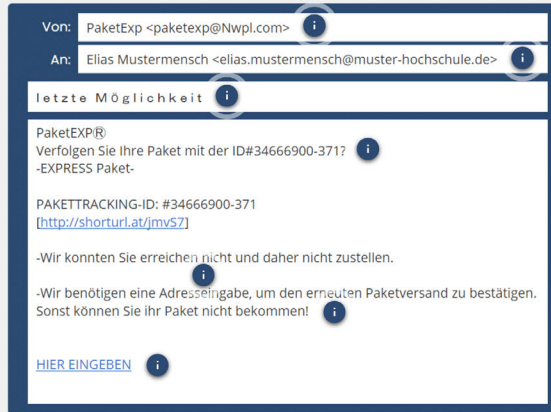 Von: PaketExp <paketexp@Nwpl.com> i
An: Elias Mustermensch <elias.mustermensch@muster-hochschule.de> i
letzte Möglichkeit i
PaketEXPⓇ
Verfolgen Sie Ihre Paket mit der ID#34666900-371? i
-EXPRESS Paket-
PAKETTRACKING-ID: #34666900-371
[http://shorturl.at/jmvS7]
-Wir konnten Sie erreichen nicht und daher nicht zustellen.
i
-Wir benötigen eine Adresseingabe, um den erneuten Paketversand zu bestätigen.
Sonst können Sie ihr Paket nicht bekommen! i
HIER EINGEBEN i